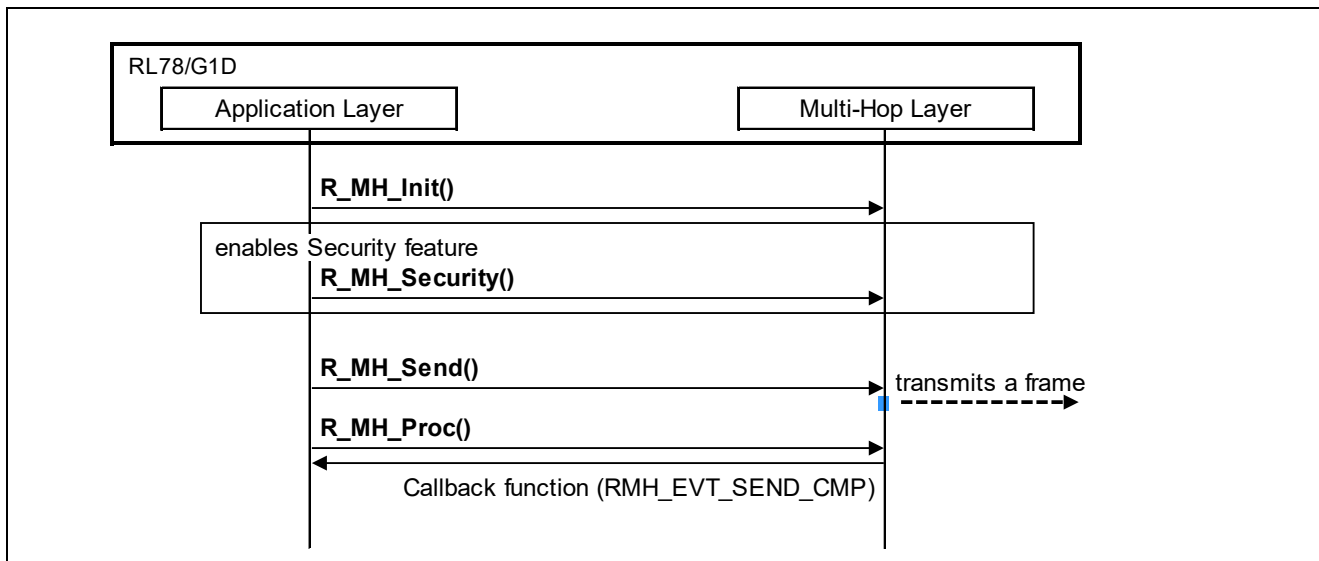 RL78/G1D
Application Layer
Multi-Hop Layer
R_MH_Init()
enables Security feature
R_MH_Security()
R_MH_Send()
transmits a frame
R_MH_Proc()
Callback function (RMH_EVT_SEND_CMP)